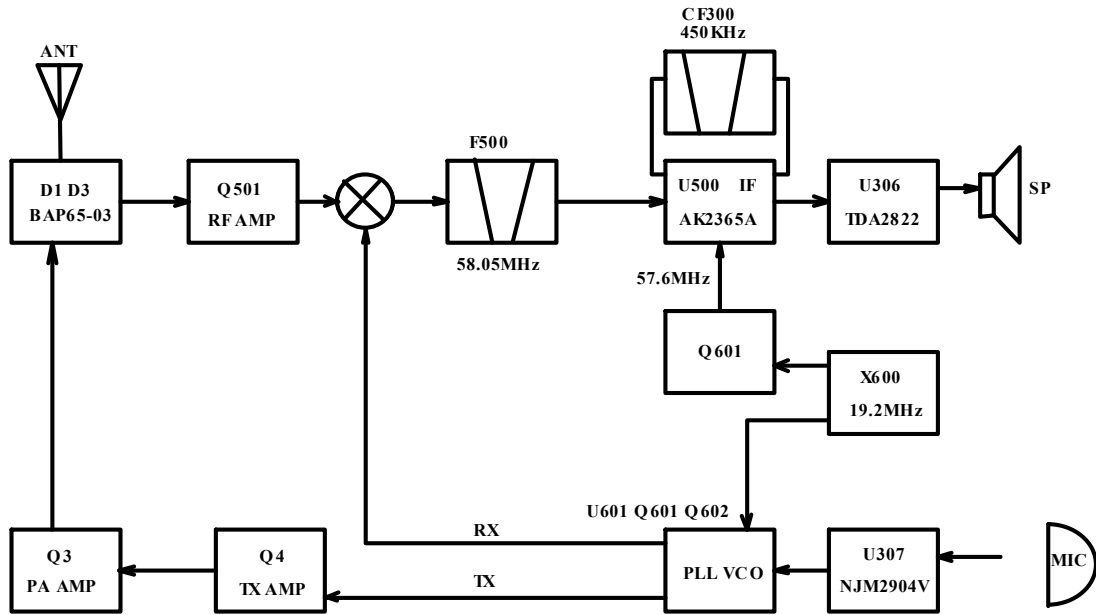 CF300
450KHz
ANT
F500
D1 D3
BAP65-03
Q501
RF AMP
U500 IF
AK2365A
U306
TDA2822
SP
58.05MHz
57.6MHz
Q601
X600
19.2MHz
U601 Q601 Q602
RX
Q3
PA AMP
Q4
TX AMP
TX
PLL VCO
U307
NJM2904V
MIC